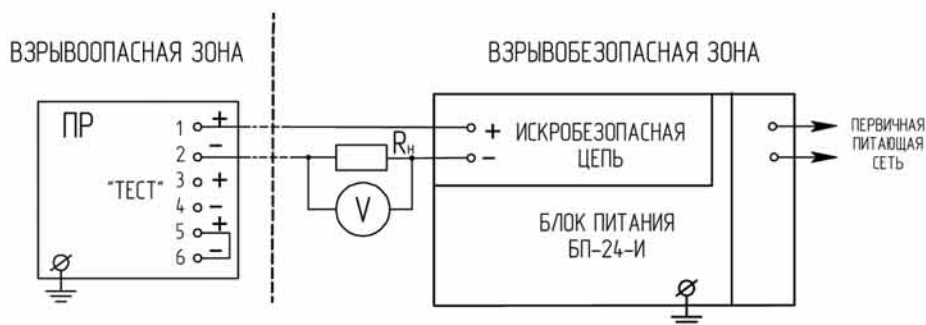 ВЗРЫВООПАСНАЯ ЗОНА
ВЗРЫВОБЕЗОПАСНАЯ ЗОНА
ПР
1 +
2 −
"ТЕСТ"
3 +
4 −
5 +
6 −
Rн
V
+
−
ИСКРОБЕЗОПАСНАЯ
ЦЕПЬ
БЛОК ПИТАНИЯ
БП-24-И
ПЕРВИЧНАЯ
ПИТАЮЩАЯ
СЕТЬ